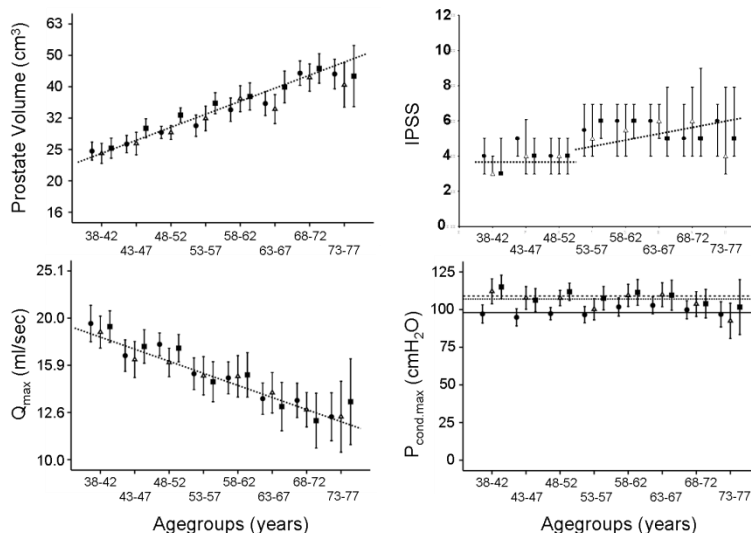 Prostate Volume (cm³)
63
50
40
32
25
20
16
38-42 48-52 58-62 68-72
43-47 53-57 63-67 73-77
IPSS
12
10
8
6
4
2
0
38-42 48-52 58-62 68-72
43-47 53-57 63-67 73-77
Qmax (ml/sec)
25.1
20.0
15.9
12.6
10.0
38-42 48-52 58-62 68-72
43-47 53-57 63-67 73-77
Agegroups (years)
Pcond.max (cmH₂O)
125
100
75
50
25
0
38-42 48-52 58-62 68-72
43-47 53-57 63-67 73-77
Agegroups (years)